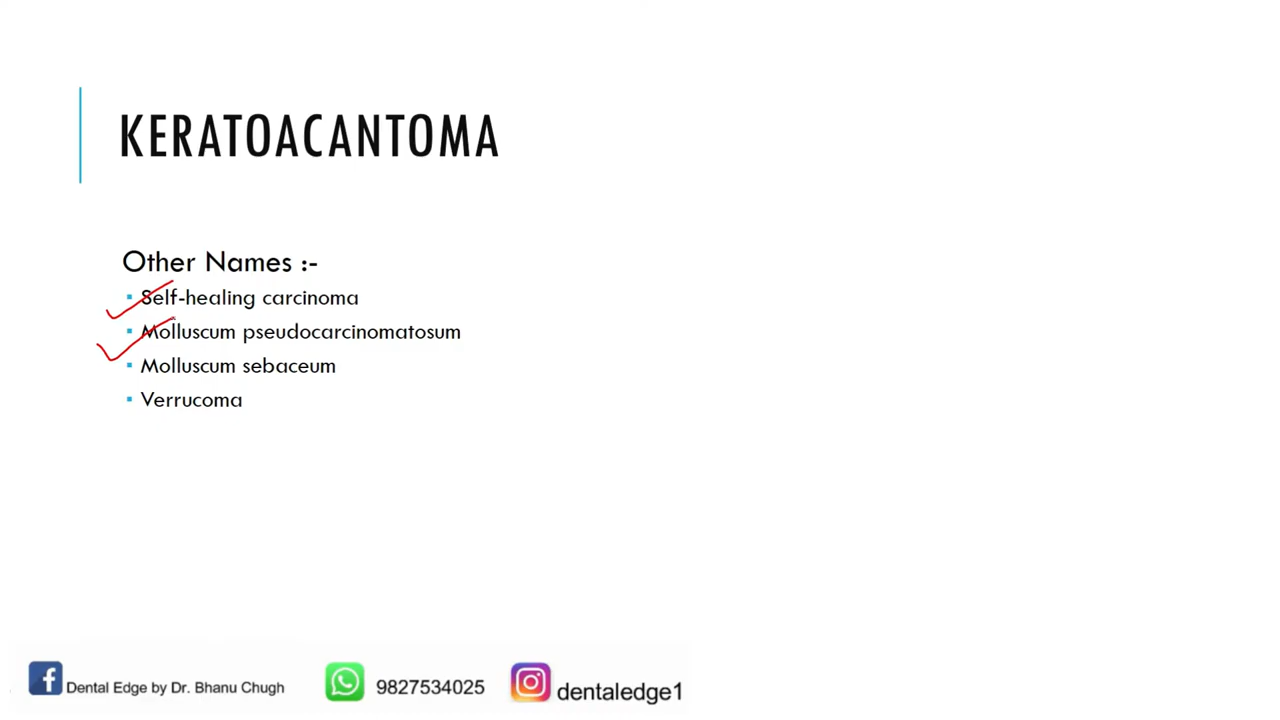 KERATOACANTOMA
Other Names :-
▪ Self-healing carcinoma
▪ Molluscum pseudocarcinomatosum
▪ Molluscum sebaceum
▪ Verrucoma
Dental Edge by Dr. Bhanu Chugh 9827534025 dentaledge1